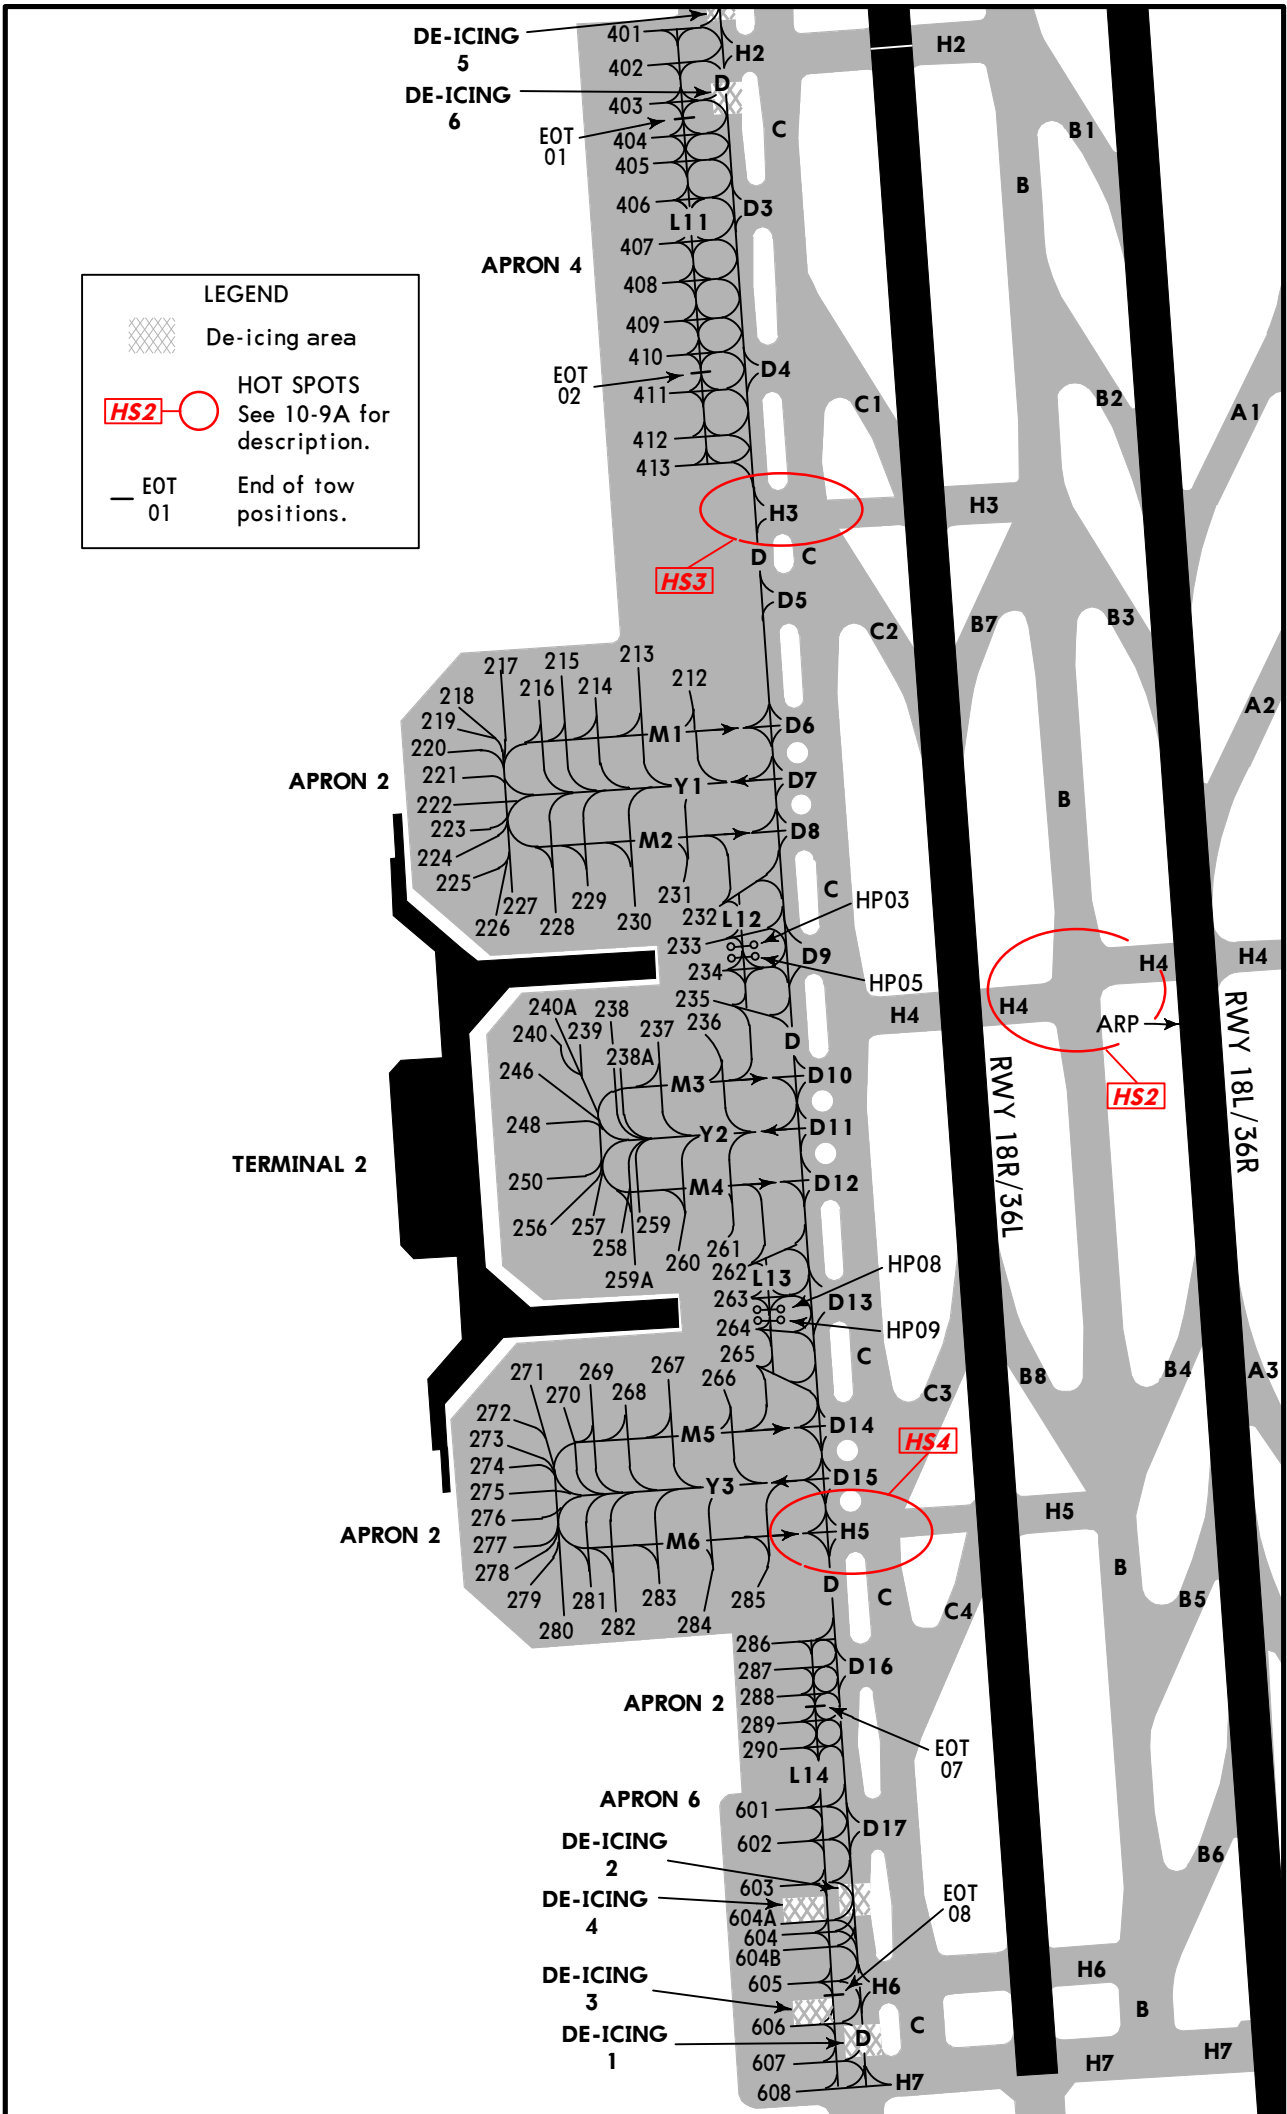 DE-ICING
5
401
H2
H2
402
D
DE-ICING
6
403
EOT
01
404
C
B1
405
B
406
D3
L11
407
APRON 4
408
LEGEND
De-icing area
409
410
D4
HOT SPOTS
See 10-9A for
description.
HS2
EOT
02
411
C1
B2
A1
412
413
EOT
01
End of tow
positions.
H3
H3
D
C
HS3
D5
C2
B7
B3
217
215
213
216
214
212
218
A2
219
M1
D6
220
221
APRON 2
Y1
D7
222
B
223
M2
D8
224
225
231
C
HP03
227
229
230
232
L12
226
228
233
D9
H4
H4
234
HP05
235
240A
238
237
236
H4
H4
ARP
240
239
D
238A
246
M3
D10
HS2
RWY 18R/36L
RWY 18L/36R
248
Y2
D11
TERMINAL 2
250
M4
D12
256
257
259
258
261
260
262
259A
L13
HP08
263
D13
264
HP09
265
C
271
269
267
266
270
268
C3
B8
B4
A3
272
M5
D14
273
HS4
274
275
Y3
D15
276
H5
APRON 2
277
M6
H5
278
B
279
D
281
283
285
C
B5
280
282
284
C4
286
D16
287
288
APRON 2
289
290
EOT
07
L14
APRON 6
601
D17
602
DE-ICING
2
B6
603
DE-ICING
4
EOT
08
604A
604
604B
H6
DE-ICING
3
605
H6
B
606
C
DE-ICING
1
D
607
H7
H7
608
H7